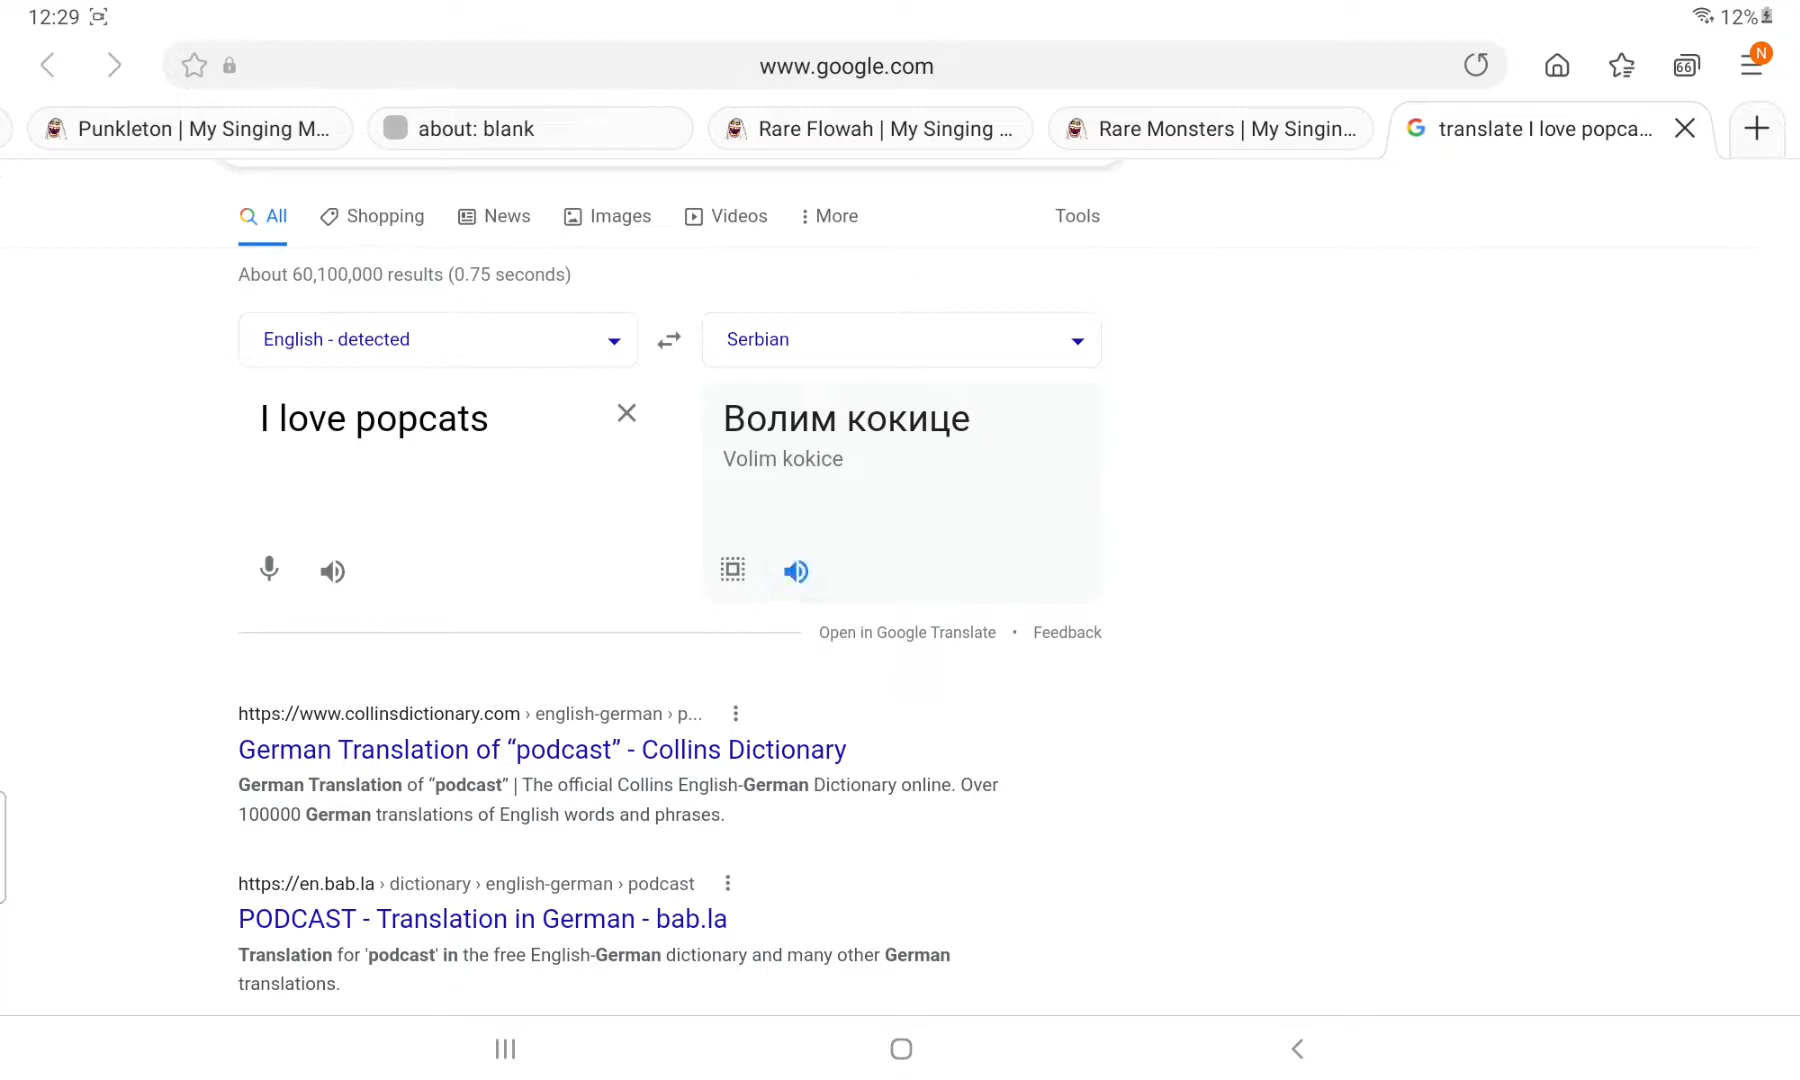 12:29
12%
www.google.com
66
N
Punkleton | My Singing M...
about: blank
Rare Flowah | My Singing ...
Rare Monsters | My Singin...
translate I love popca...
All
Shopping
News
Images
Videos
More
Tools
About 60,100,000 results (0.75 seconds)
English - detected
Serbian
I love popcats
Волим кокице
Volim kokice
Open in Google Translate • Feedback
https://www.collinsdictionary.com › english-german › p...
German Translation of “podcast” - Collins Dictionary
German Translation of “podcast” | The official Collins English-German Dictionary online. Over
100000 German translations of English words and phrases.
https://en.bab.la › dictionary › english-german › podcast
PODCAST - Translation in German - bab.la
Translation for 'podcast' in the free English-German dictionary and many other German
translations.